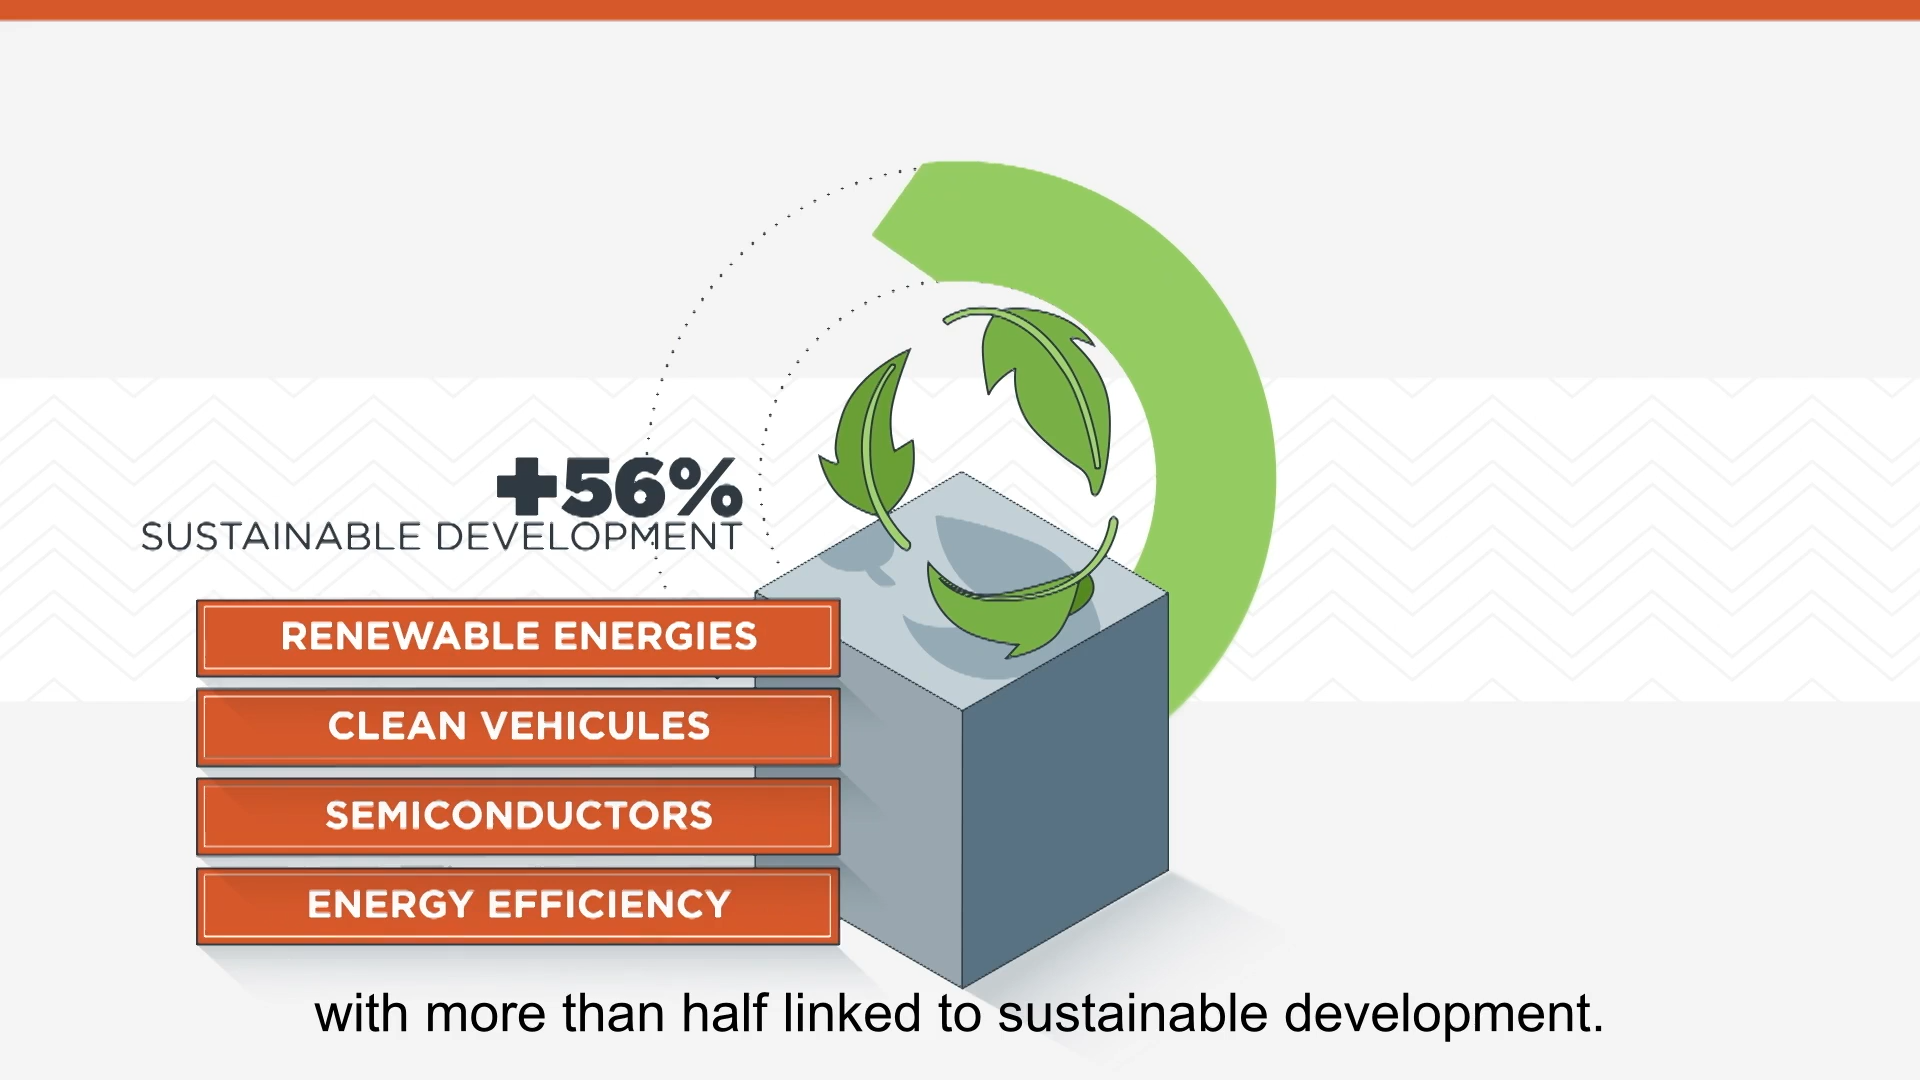 +56%
SUSTAINABLE DEVELOPMENT
RENEWABLE ENERGIES
CLEAN VEHICULES
SEMICONDUCTORS
ENERGY EFFICIENCY
with more than half linked to sustainable development.